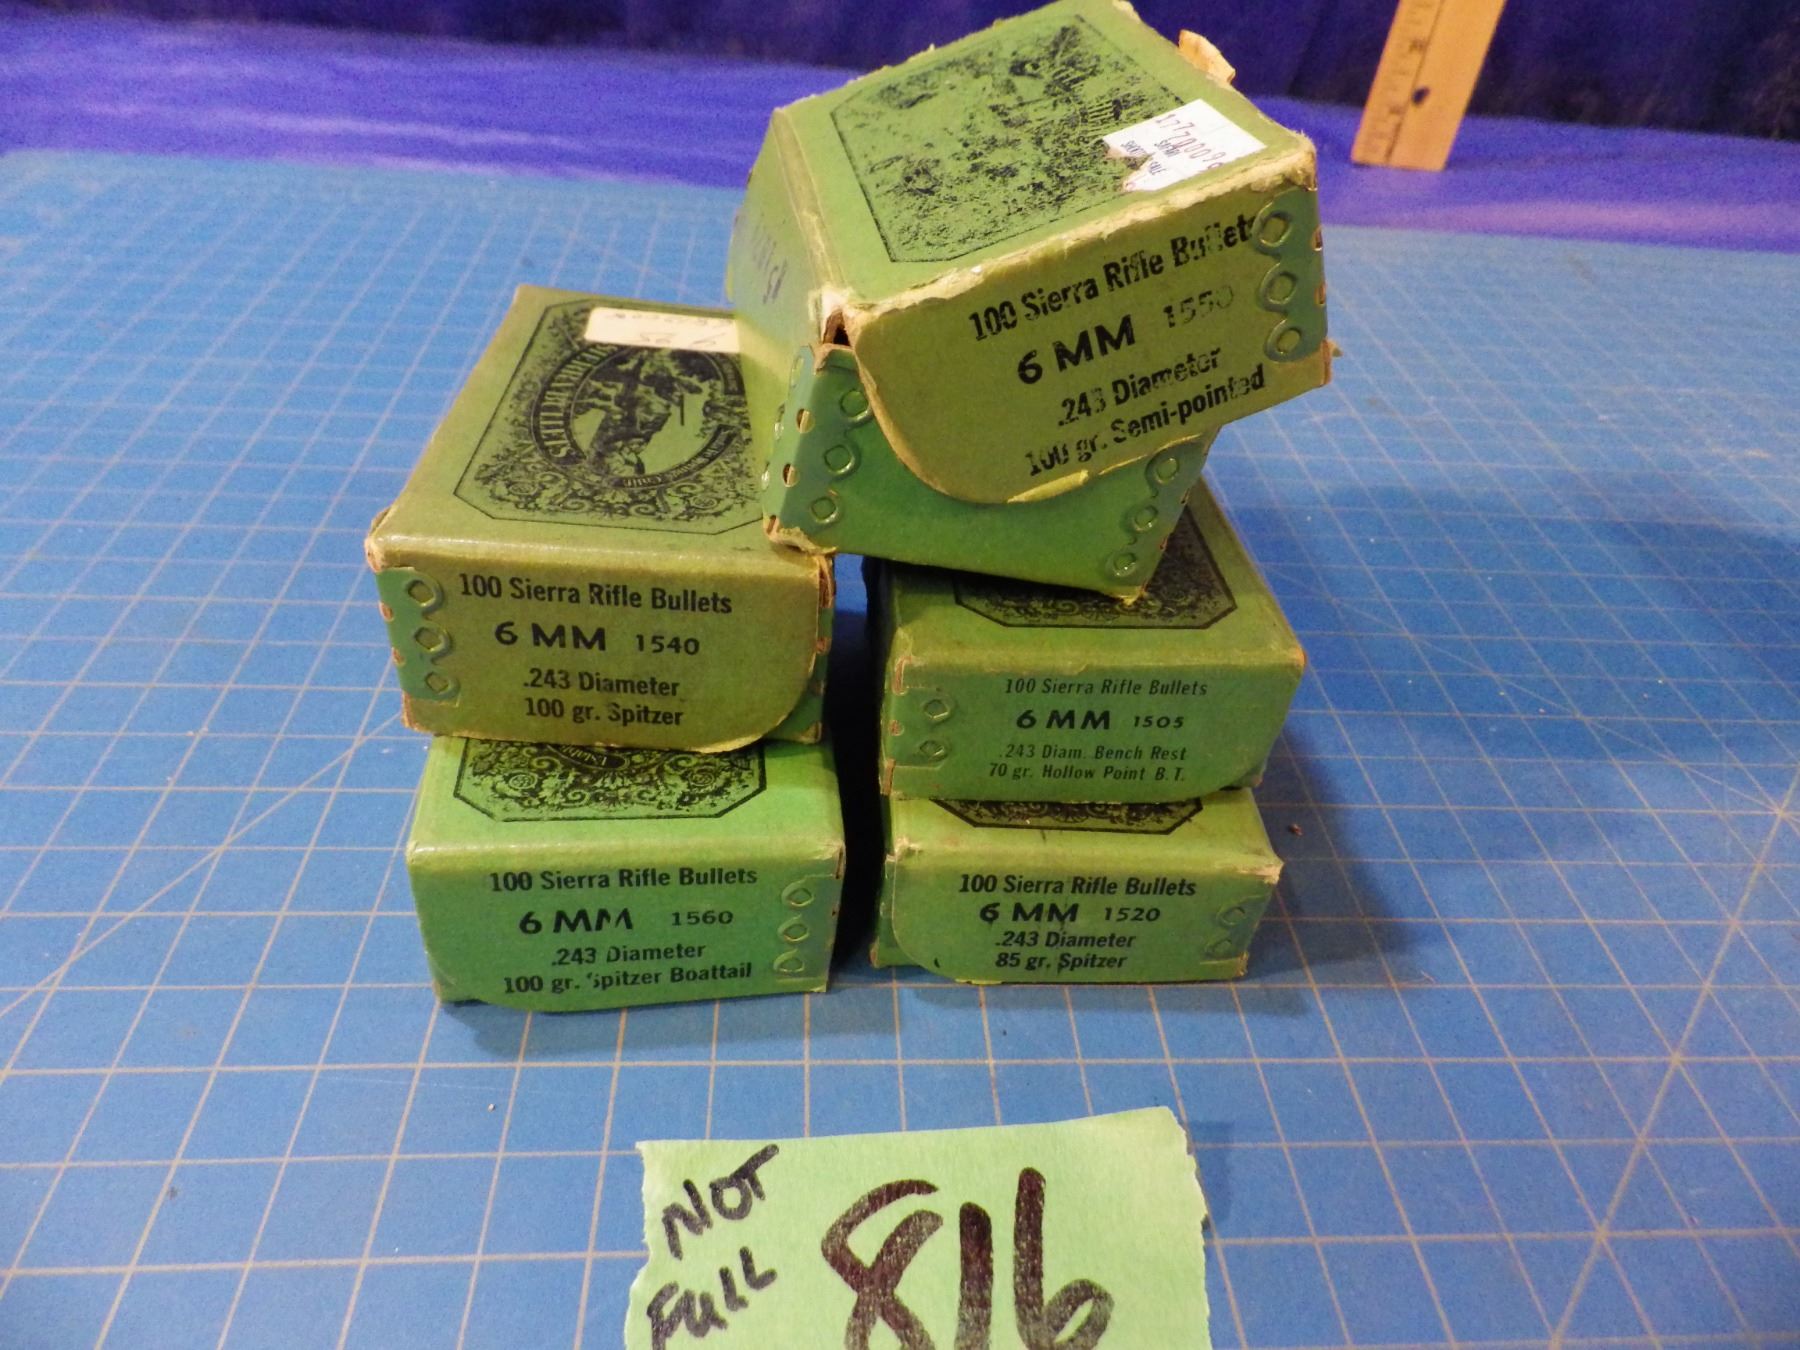 1770009
100 Sierra Rifle Bullets
6 MM 1550
.243 Diameter
100 gr. Semi-pointed
100 Sierra Rifle Bullets
6 MM 1540
.243 Diameter
100 gr. Spitzer
100 Sierra Rifle Bullets
6 MM 1505
.243 Diam. Bench Rest
70 gr. Hollow Point B.T.
100 Sierra Rifle Bullets
6 MM 1560
.243 Diameter
100 gr. Spitzer Boattail
100 Sierra Rifle Bullets
6 MM 1520
.243 Diameter
85 gr. Spitzer
NOT
FULL
816